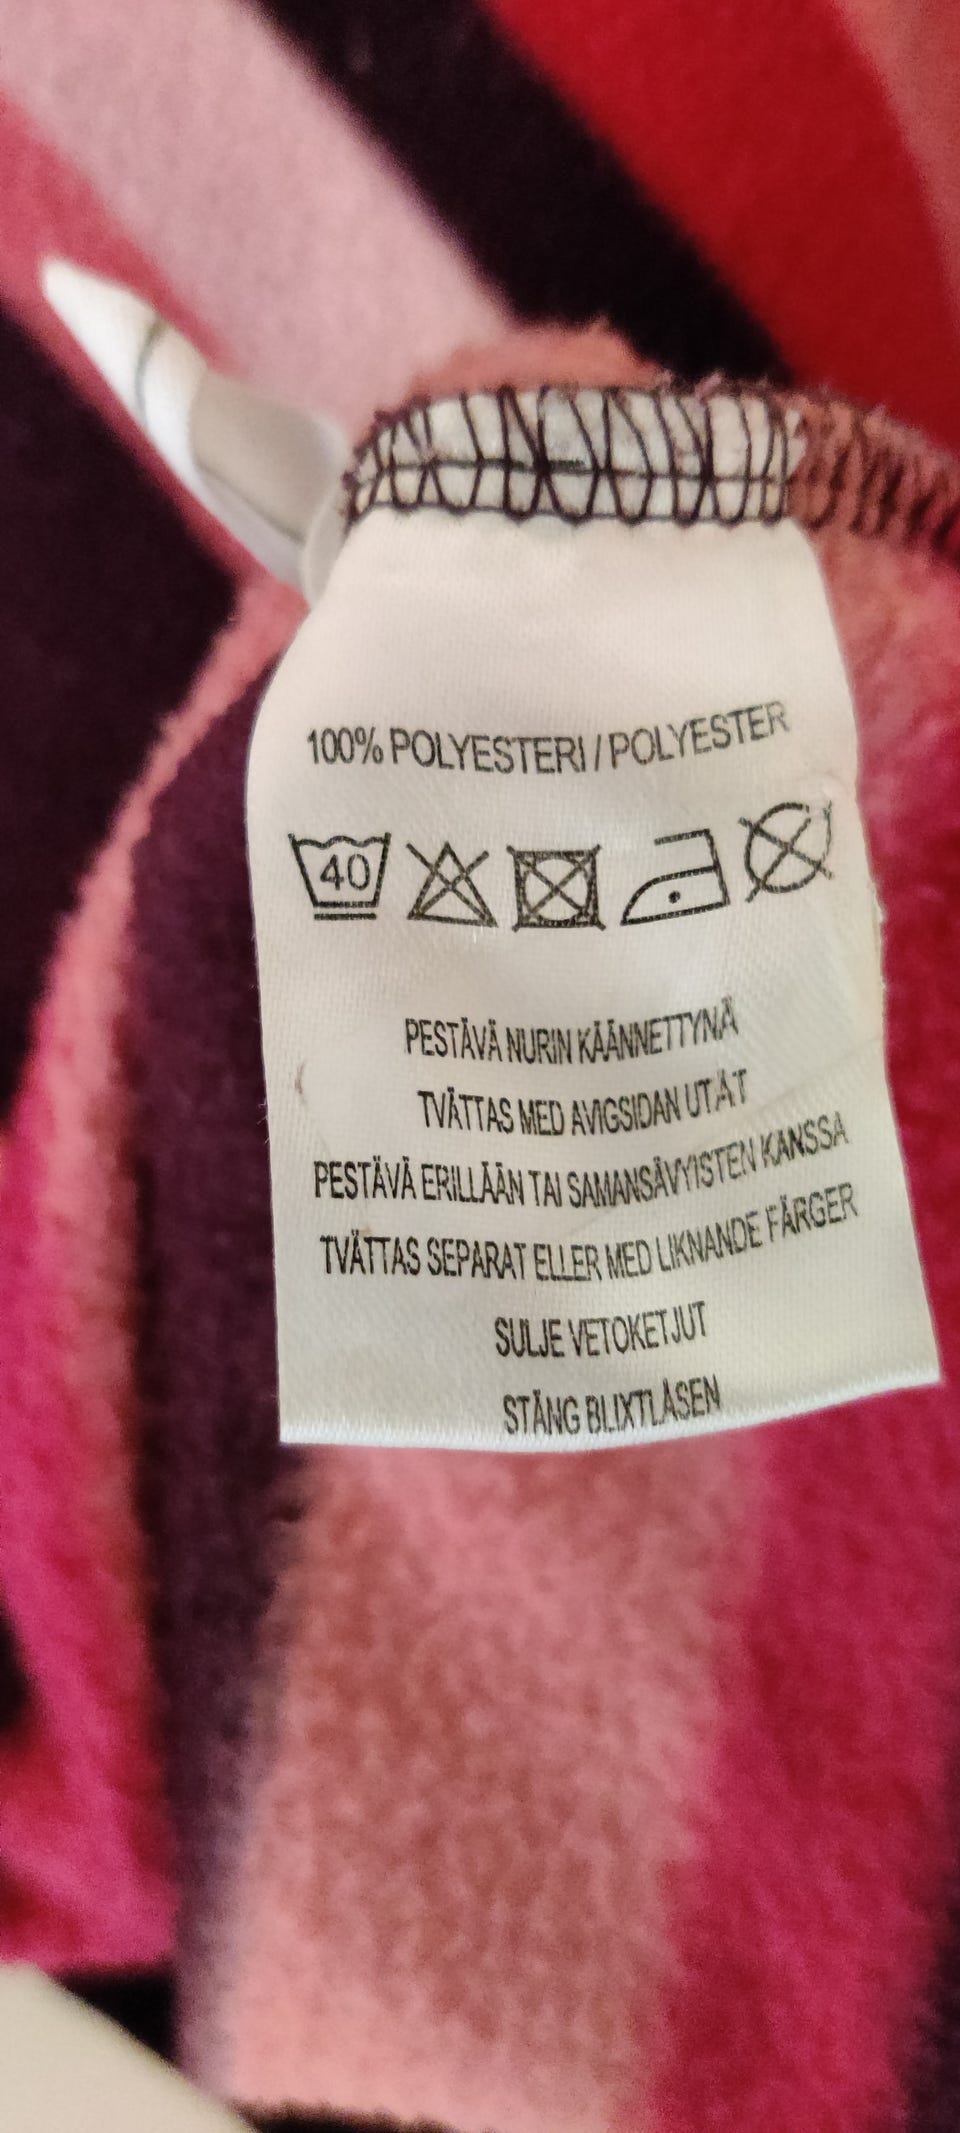 100% POLYESTERI / POLYESTER
40
PESTÄVÄ NURIN KÄÄNNETTYNÄ
TVÄTTAS MED AVIGSIDAN UTÅT
PESTÄVÄ ERILLÄÄN TAI SAMANSÄVYISTEN KANSSA
TVÄTTAS SEPARAT ELLER MED LIKNANDE FÄRGER
SULJE VETOKETJUT
STÄNG BLIXTLÅSEN